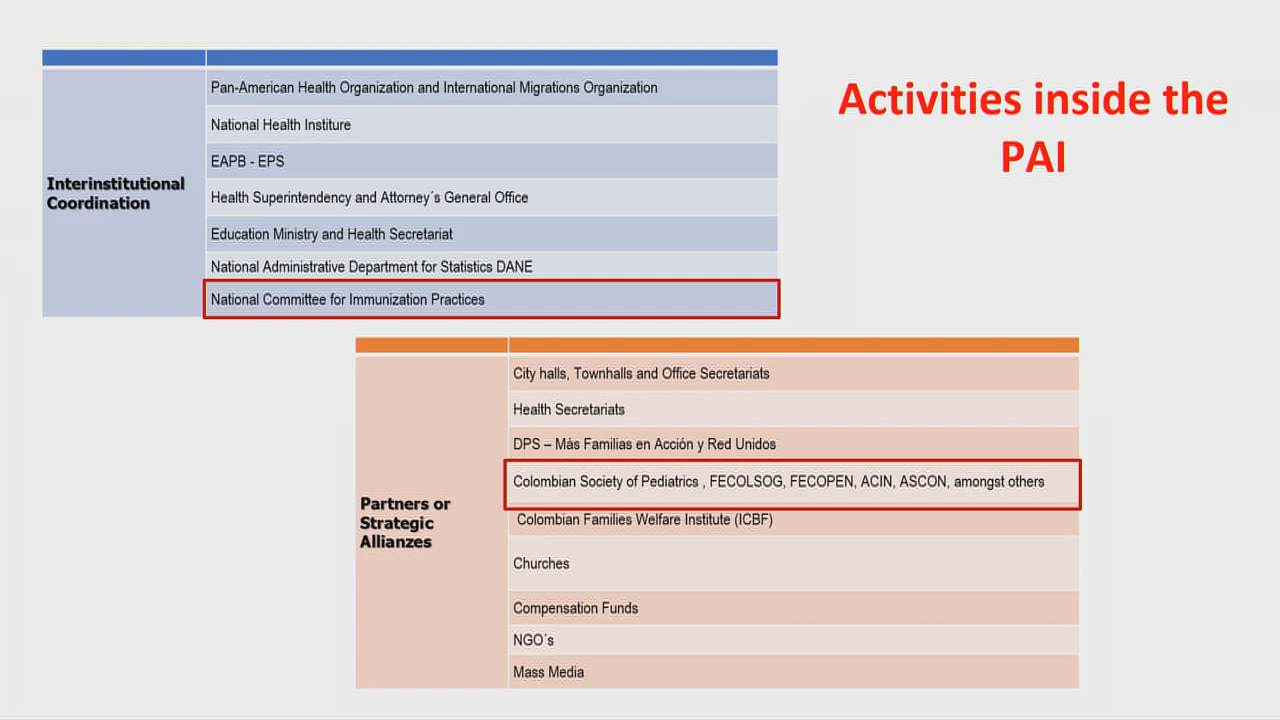 Activities inside the
PAI
Interinstitutional
Coordination
Pan-American Health Organization and International Migrations Organization
National Health Institure
EAPB - EPS
Health Superintendency and Attorney´s General Office
Education Ministry and Health Secretariat
National Administrative Department for Statistics DANE
National Committee for Immunization Practices
Partners or
Strategic
Allianzes
City halls, Townhalls and Office Secretariats
Health Secretariats
DPS – Más Familias en Acción y Red Unidos
Colombian Society of Pediatrics , FECOLSOG, FECOPEN, ACIN, ASCON, amongst others
Colombian Families Welfare Institute (ICBF)
Churches
Compensation Funds
NGO´s
Mass Media